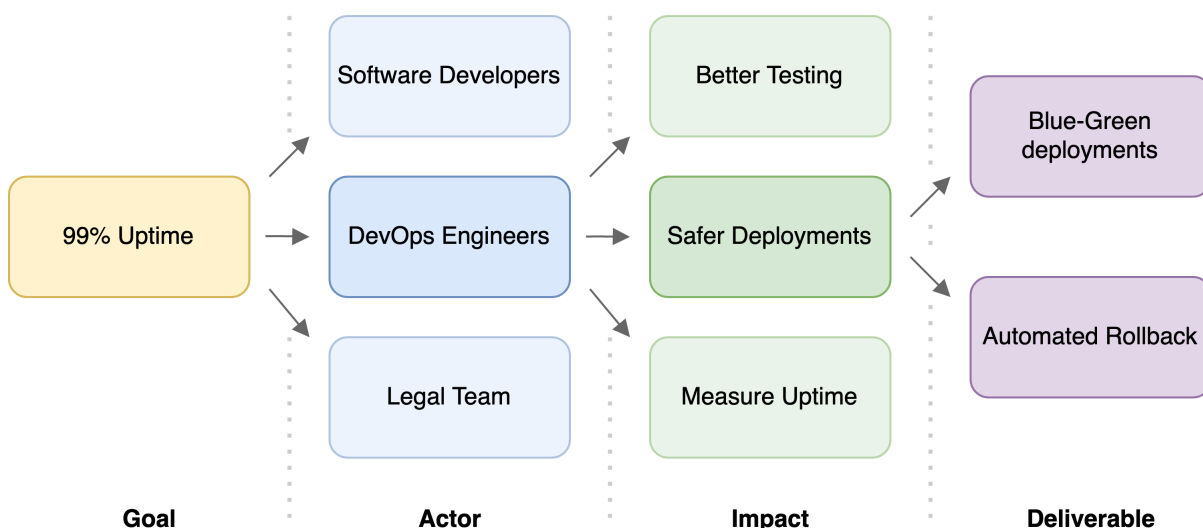 Software Developers
Better Testing
Blue-Green
deployments
99% Uptime
DevOps Engineers
Safer Deployments
Automated Rollback
Legal Team
Measure Uptime
Goal
Actor
Impact
Deliverable